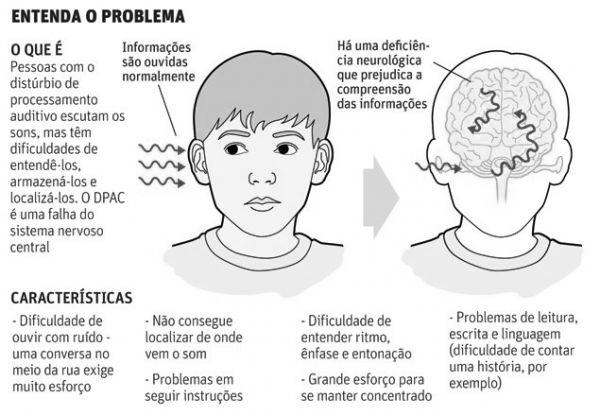 ENTENDA O PROBLEMA
O QUE É
Pessoas com o
distúrbio de
processamento
auditivo escutam os
sons, mas têm
dificuldades de
entendê-los,
armazená-los e
localizá-los. O DPAC
é uma falha do
sistema nervoso
central
Informações
são ouvidas
normalmente
Há uma deficiên-
cia neurológica
que prejudica a
compreensão
das informações
CARACTERÍSTICAS
- Dificuldade de
ouvir com ruído -
uma conversa no
meio da rua exige
muito esforço
- Não consegue
localizar de onde
vem o som
- Problemas em
seguir instruções
- Dificuldade de
entender ritmo,
ênfase e entonação
- Grande esforço para
se manter concentrado
- Problemas de leitura,
escrita e linguagem
(dificuldade de contar
uma história, por
exemplo)